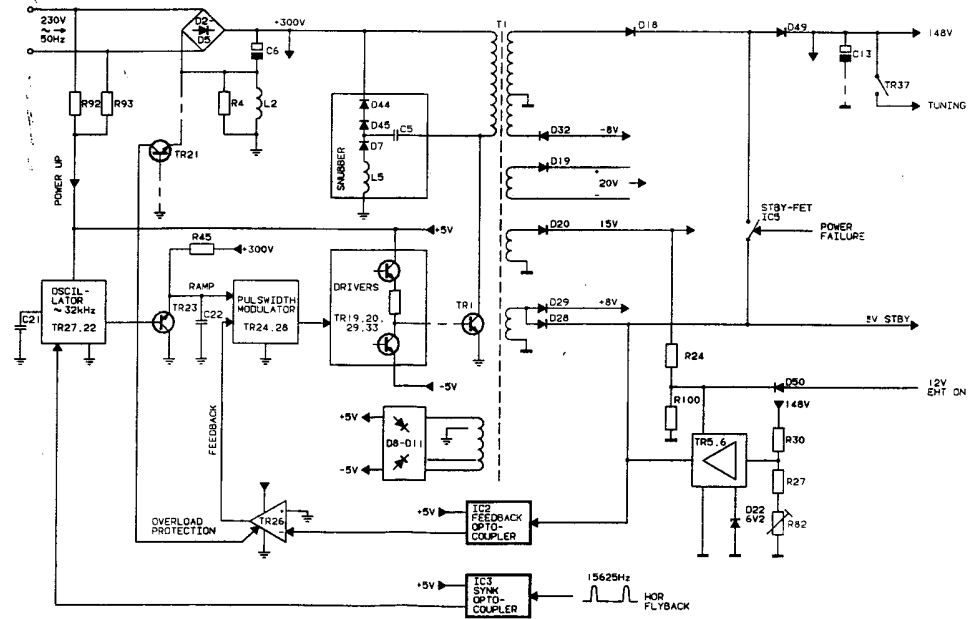 230V
50Hz
D2-
D5
+300V
C6
T1
D18
D49
148V
C13
TR37
TUNING
R92
R93
R4
L2
D44
D45
C5
D7
L5
SNUBBER
D32
-8V
D19
+
20V
-
TR21
POWER UP
STBY-FET
IC5
POWER
FAILURE
D20
15V
R45
+300V
+5V
OSCIL-
LATOR
~ 32kHz
TR27.22
C21
TR23
RAMP
C22
PULSWIDTH
MODULATOR
TR24.28
DRIVERS
TR19.20.
29.33
TR1
D29
+8V
D28
STBY
-5V
R24
D50
12V
EHT ON
R100
148V
R30
TR5.6
R27
D22
6V2
R82
FEEDBACK
+5V
D8-D11
-5V
OVERLOAD
PROTECTION
TR26
+
-
+5V
IC2
FEEDBACK
OPTO-
COUPLER
+5V
IC3
SYNK
OPTO-
COUPLER
15625Hz
HOR
FLYBACK